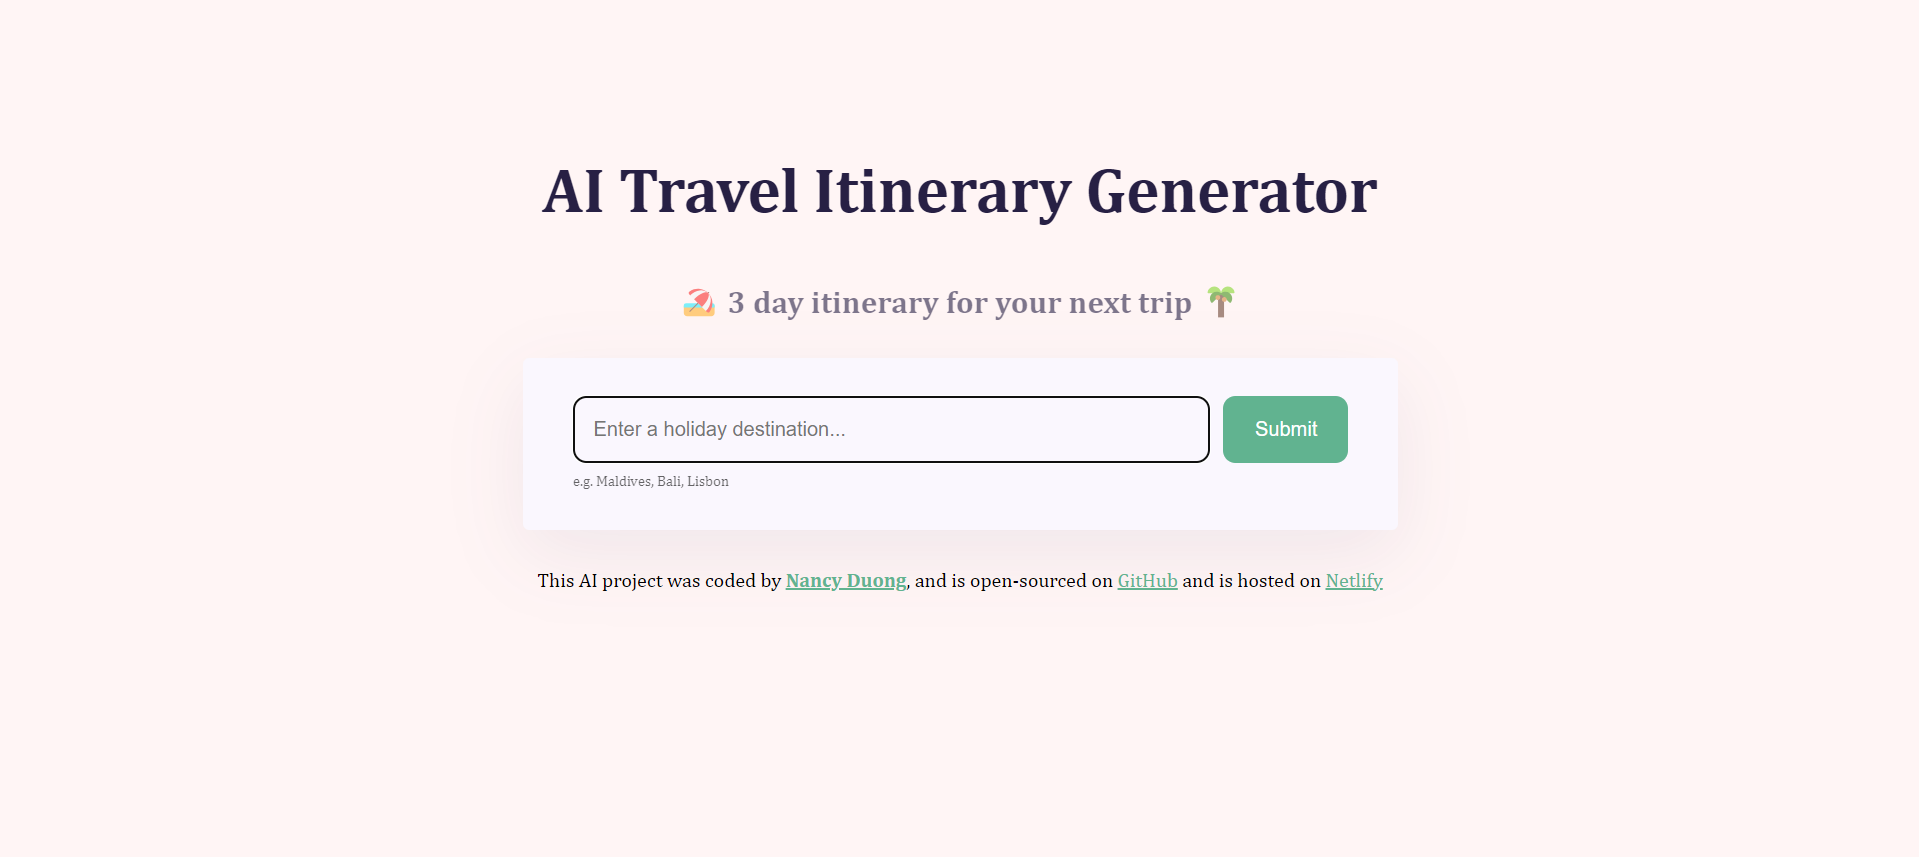 AI Travel Itinerary Generator
🏖️ 3 day itinerary for your next trip 🌴
Enter a holiday destination... Submit
e.g. Maldives, Bali, Lisbon
This AI project was coded by Nancy Duong, and is open-sourced on GitHub and is hosted on Netlify